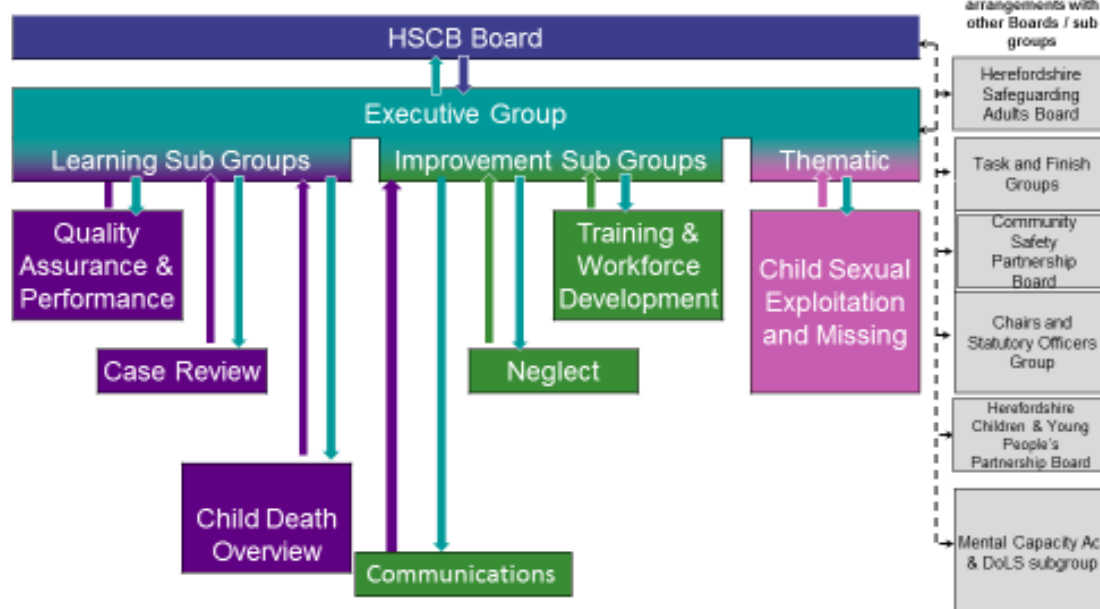 arrangements with
other Boards / sub
groups
HSCB Board
Executive Group
Learning Sub Groups
Improvement Sub Groups
Thematic
Quality
Assurance &
Performance
Case Review
Child Death
Overview
Communications
Neglect
Training &
Workforce
Development
Child Sexual
Exploitation
and Missing
Herefordshire
Safeguarding
Adults Board
Task and Finish
Groups
Community
Safety
Partnership
Board
Chairs and
Statutory Officers
Group
Herefordshire
Children & Young
People's
Partnership Board
Mental Capacity Ac
& DoLS subgroup